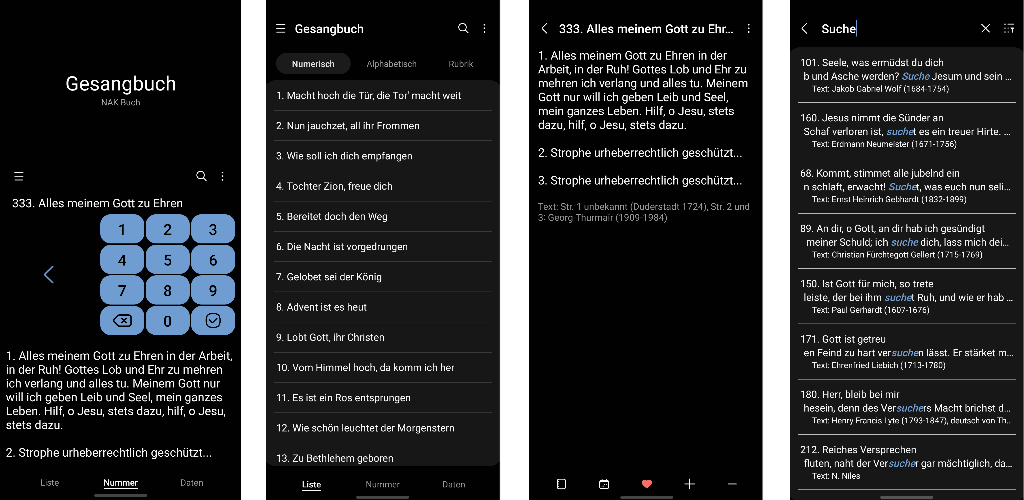 Gesangbuch
NAK Buch
333. Alles meinem Gott zu Ehren
1 2 3
4 5 6
7 8 9
0
1. Alles meinem Gott zu Ehren in der Arbeit,
in der Ruh! Gottes Lob und Ehr zu mehren
ich verlang und alles tu. Meinem Gott nur
will ich geben Leib und Seel, mein ganzes
Leben. Hilf, o Jesu, stets dazu, hilf, o Jesu,
stets dazu.
2. Strophe urheberrechtlich geschützt...
Liste Nummer Daten
Gesangbuch
Numerisch Alphabetisch Rubrik
1. Macht hoch die Tür, die Tor' macht weit
2. Nun jauchzet, all ihr Frommen
3. Wie soll ich dich empfangen
4. Tochter Zion, freue dich
5. Bereitet doch den Weg
6. Die Nacht ist vorgedrungen
7. Gelobet sei der König
8. Advent ist es heut
9. Lobt Gott, ihr Christen
10. Vom Himmel hoch, da komm ich her
11. Es ist ein Ros entsprungen
12. Wie schön leuchtet der Morgenstern
13. Zu Bethlehem geboren
Liste Nummer Daten
333. Alles meinem Gott zu Ehr...
1. Alles meinem Gott zu Ehren in der
Arbeit, in der Ruh! Gottes Lob und Ehr zu
mehren ich verlang und alles tu. Meinem
Gott nur will ich geben Leib und Seel,
mein ganzes Leben. Hilf, o Jesu, stets
dazu, hilf, o Jesu, stets dazu.
2. Strophe urheberrechtlich geschützt...
3. Strophe urheberrechtlich geschützt...
Text: Str. 1 unbekannt (Duderstadt 1724), Str. 2 und
3: Georg Thurmair (1909-1984)
Suche
101. Seele, was ermüdst du dich
b und Asche werden? Suche Jesum und sein ...
Text: Jakob Gabriel Wolf (1684-1754)
160. Jesus nimmt die Sünder an
Schaf verloren ist, suchet es ein treuer Hirte. ...
Text: Erdmann Neumeister (1671-1756)
68. Kommt, stimmet alle jubelnd ein
n schlaft, erwacht! Suchet, was euch nun seli...
Text: Ernst Heinrich Gebhardt (1832-1899)
89. An dir, o Gott, an dir hab ich gesündigt
meiner Schuld; ich suche dich, lass mich dei...
Text: Christian Fürchtegott Gellert (1715-1769)
150. Ist Gott für mich, so trete
leiste, der bei ihm suchet Ruh, und wie er hab ...
Text: Paul Gerhardt (1607-1676)
171. Gott ist getreu
en Feind zu hart versuchen lässt. Er stärket m...
Text: Ehrenfried Liebich (1713-1780)
180. Herr, bleib bei mir
hesein, denn des Versuchers Macht brichst d...
Text: Henry Francis Lyte (1793-1847), deutsch von Th...
212. Reiches Versprechen
fluten, naht der Versucher gar mächtiglich, da...
Text: N. Niles